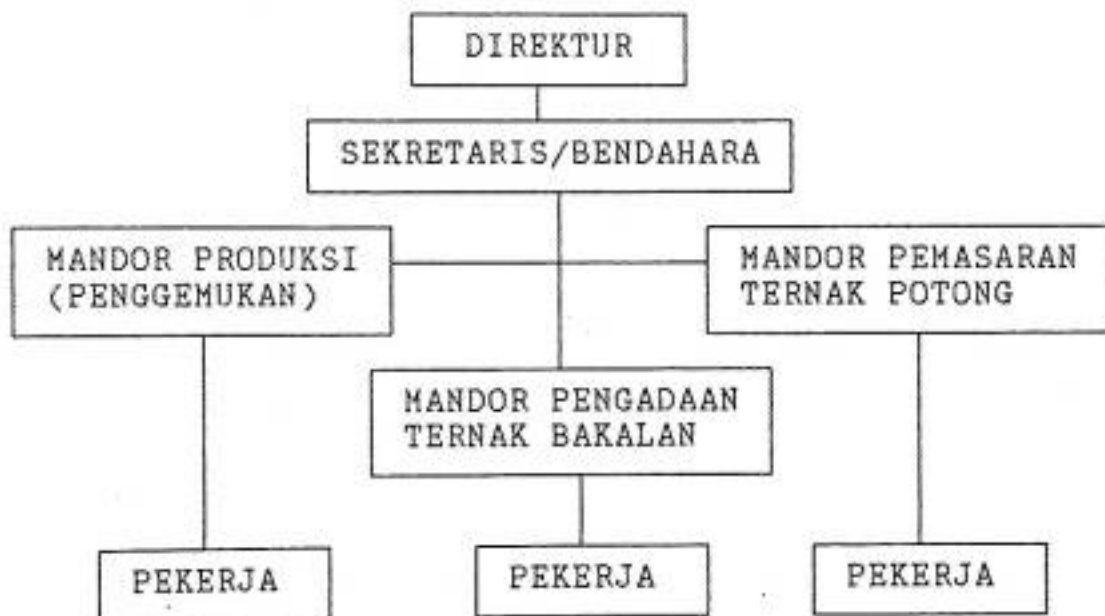 DIREKTUR
SEKRETARIS/BENDAHARA
MANDOR PRODUKSI
(PENGGEMUKAN)
MANDOR PEMASARAN
TERNAK POTONG
MANDOR PENGADAAN
TERNAK BAKALAN
PEKERJA
PEKERJA
PEKERJA